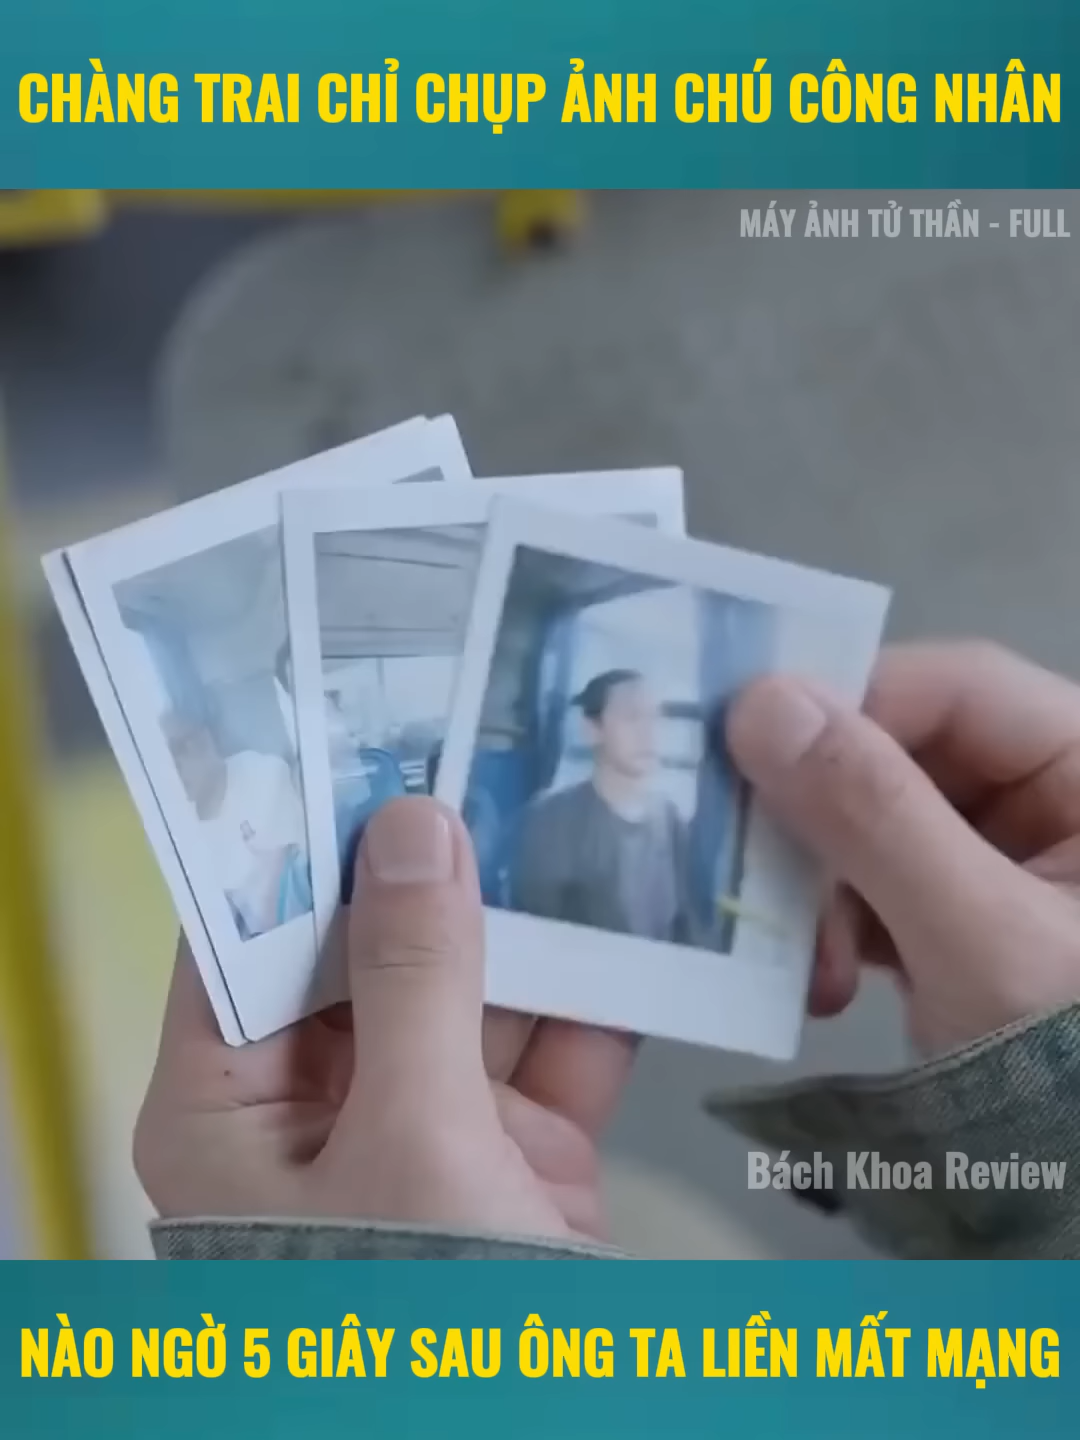 CHÀNG TRAI CHỈ CHỤP ẢNH CHÚ CÔNG NHÂN
MÁY ẢNH TỬ THẦN - FULL
Bách Khoa Review
NÀO NGỜ 5 GIÂY SAU ÔNG TA LIỀN MẤT MẠNG